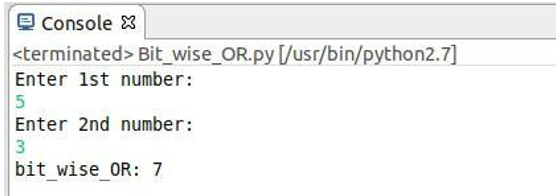 Console
<terminated> Bit_wise_OR.py [/usr/bin/python2.7]
Enter 1st number:
5
Enter 2nd number:
3
bit_wise_OR: 7